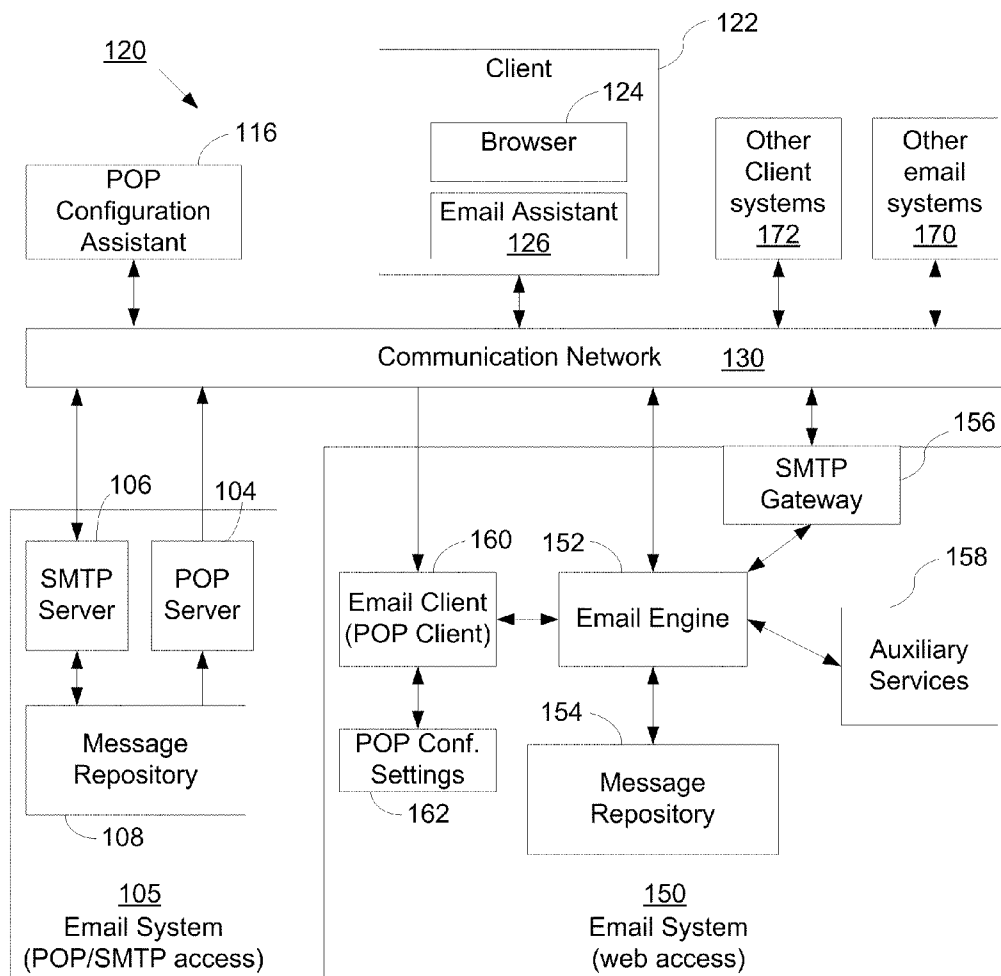 120
122
Client
124
116
Browser
Other
Client
systems
172
Other
email
systems
170
POP
Configuration
Assistant
Email Assistant
126
Communication Network 130
156
SMTP
Gateway
106
104
SMTP
Server
POP
Server
160
152
158
Email Client
(POP Client)
Email Engine
Auxiliary
Services
154
Message
Repository
POP Conf.
Settings
Message
Repository
162
108
105
Email System
(POP/SMTP access)
150
Email System
(web access)